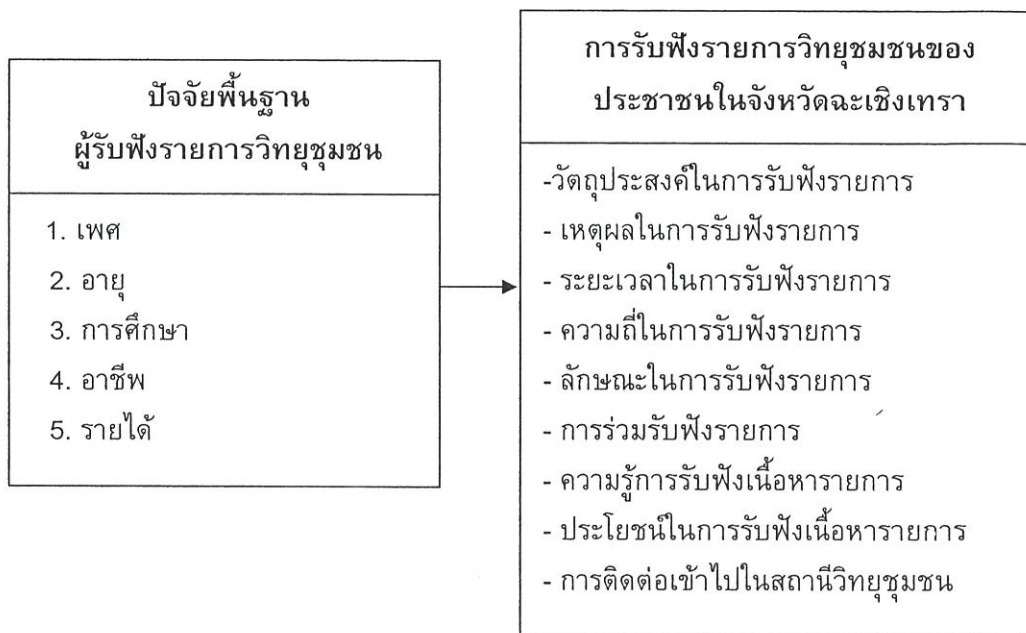 ปัจจัยพื้นฐาน
ผู้รับฟังรายการวิทยุชุมชน
1. เพศ
2. อายุ
3. การศึกษา
4. อาชีพ
5. รายได้
การรับฟังรายการวิทยุชมชนของ
ประชาชนในจังหวัดฉะเชิงเทรา
-วัตถุประสงค์ในการรับฟังรายการ
- เหตุผลในการรับฟังรายการ
- ระยะเวลาในการรับฟังรายการ
- ความถี่ในการรับฟังรายการ
- ลักษณะในการรับฟังรายการ
- การร่วมรับฟังรายการ
- ความรู้การรับฟังเนื้อหารายการ
- ประโยชน์ในการรับฟังเนื้อหารายการ
- การติดต่อเข้าไปในสถานีวิทยุชุมชน